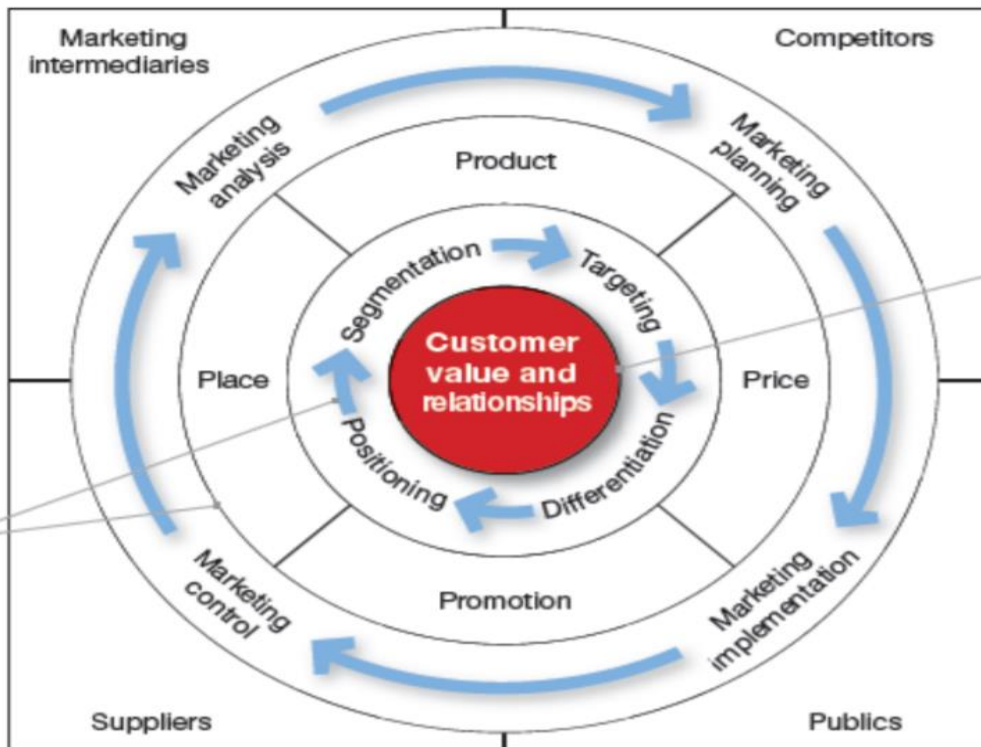 Marketing
intermediaries
Competitors
Marketing
analysis
Marketing
planning
Product
Segmentation
Targeting
Customer
value and
relationships
Place
Price
Positioning
Differentiation
Marketing
control
Promotion
Marketing
implementation
Suppliers
Publics